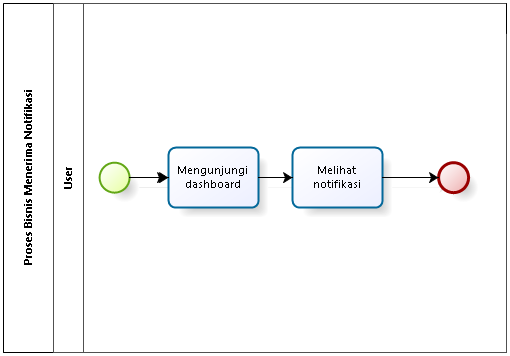 Proses Bisnis Menerima Notifikasi
User
Mengunjungi
dashboard
Melihat
notifikasi